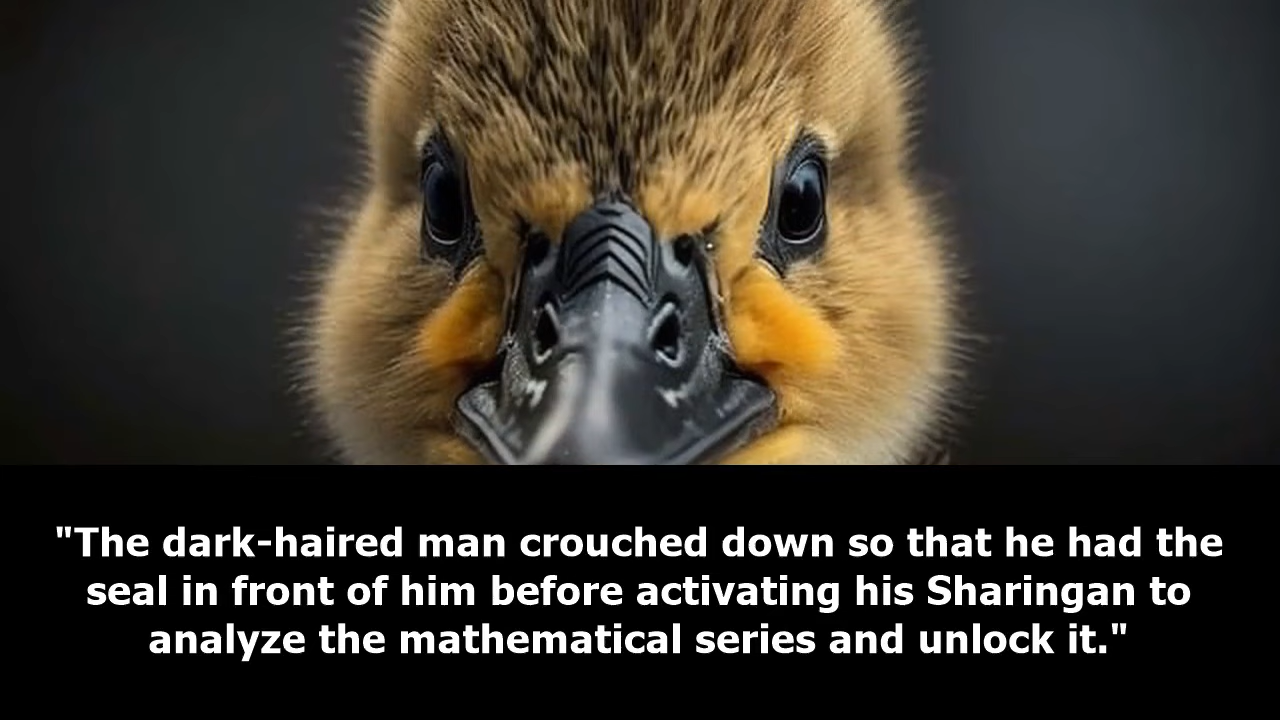 "The dark-haired man crouched down so that he had the
seal in front of him before activating his Sharingan to
analyze the mathematical series and unlock it."